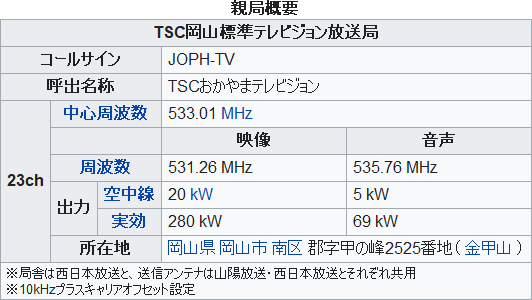 親局概要
TSC岡山標準テレビジョン放送局
コールサイン JOPH-TV
呼出名称 TSCおかやまテレビジョン
23ch 中心周波数 533.01 MHz
映像 音声
周波数 531.26 MHz 535.76 MHz
出力 空中線 20 kW 5 kW
実効 280 kW 69 kW
所在地 岡山県 岡山市 南区 郡字甲の峰2525番地（ 金甲山 ）
※局舎は西日本放送と、送信アンテナは山陽放送・西日本放送とそれぞれ共用
※10kHzプラスキャリアオフセット設定